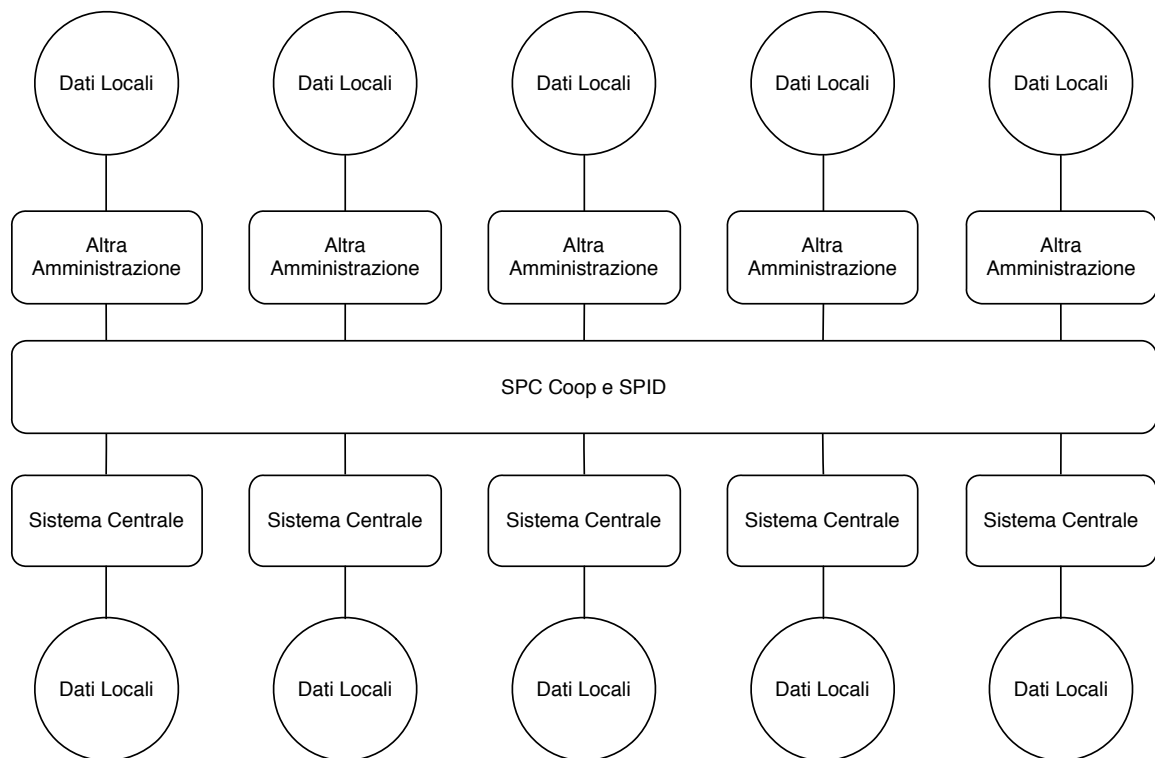 Dati Locali
Dati Locali
Dati Locali
Dati Locali
Dati Locali
Altra
Amministrazione
Altra
Amministrazione
Altra
Amministrazione
Altra
Amministrazione
Altra
Amministrazione
SPC Coop e SPID
Sistema Centrale
Sistema Centrale
Sistema Centrale
Sistema Centrale
Sistema Centrale
Dati Locali
Dati Locali
Dati Locali
Dati Locali
Dati Locali